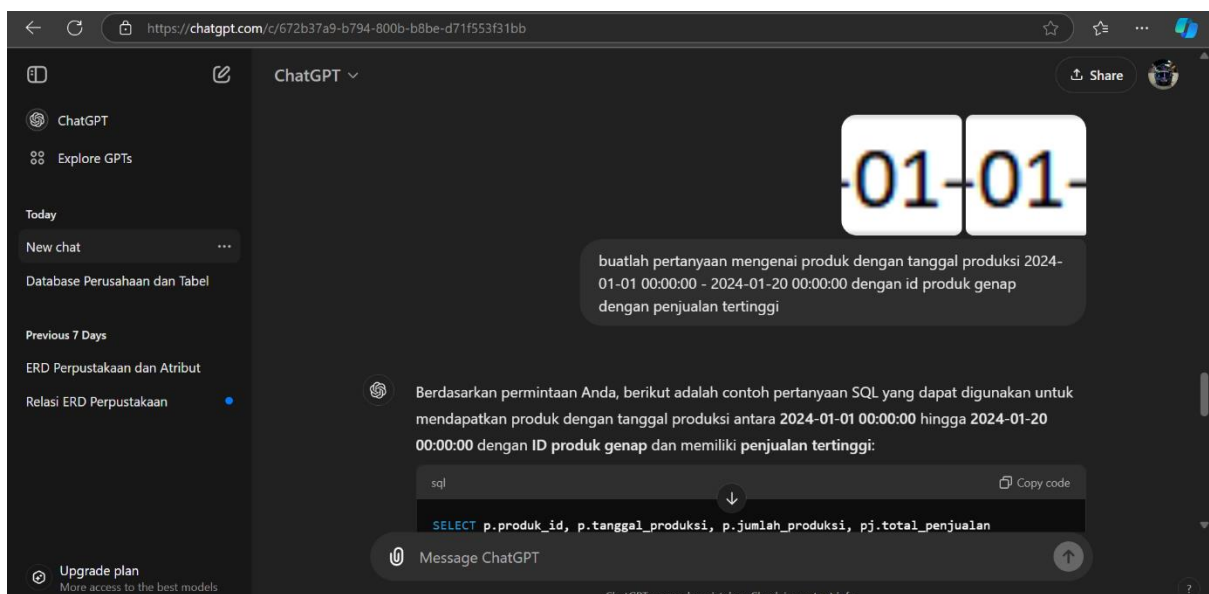 https://chatgpt.com/c/672b37a9-b794-800b-b8be-d71f553f31bb
ChatGPT
Share
ChatGPT
Explore GPTs
Today
New chat
Database Perusahaan dan Tabel
Previous 7 Days
ERD Perpustakaan dan Atribut
Relasi ERD Perpustakaan
Upgrade plan
More access to the best models
-01-
-01-
buatlah pertanyaan mengenai produk dengan tanggal produksi 2024-
01-01 00:00:00 - 2024-01-20 00:00:00 dengan id produk genap
dengan penjualan tertinggi
Berdasarkan permintaan Anda, berikut adalah contoh pertanyaan SQL yang dapat digunakan untuk
mendapatkan produk dengan tanggal produksi antara 2024-01-01 00:00:00 hingga 2024-01-20
00:00:00 dengan ID produk genap dan memiliki penjualan tertinggi:
sql
Copy code
SELECT p.produk_id, p.tanggal_produksi, p.jumlah_produksi, pj.total_penjualan
Message ChatGPT
?